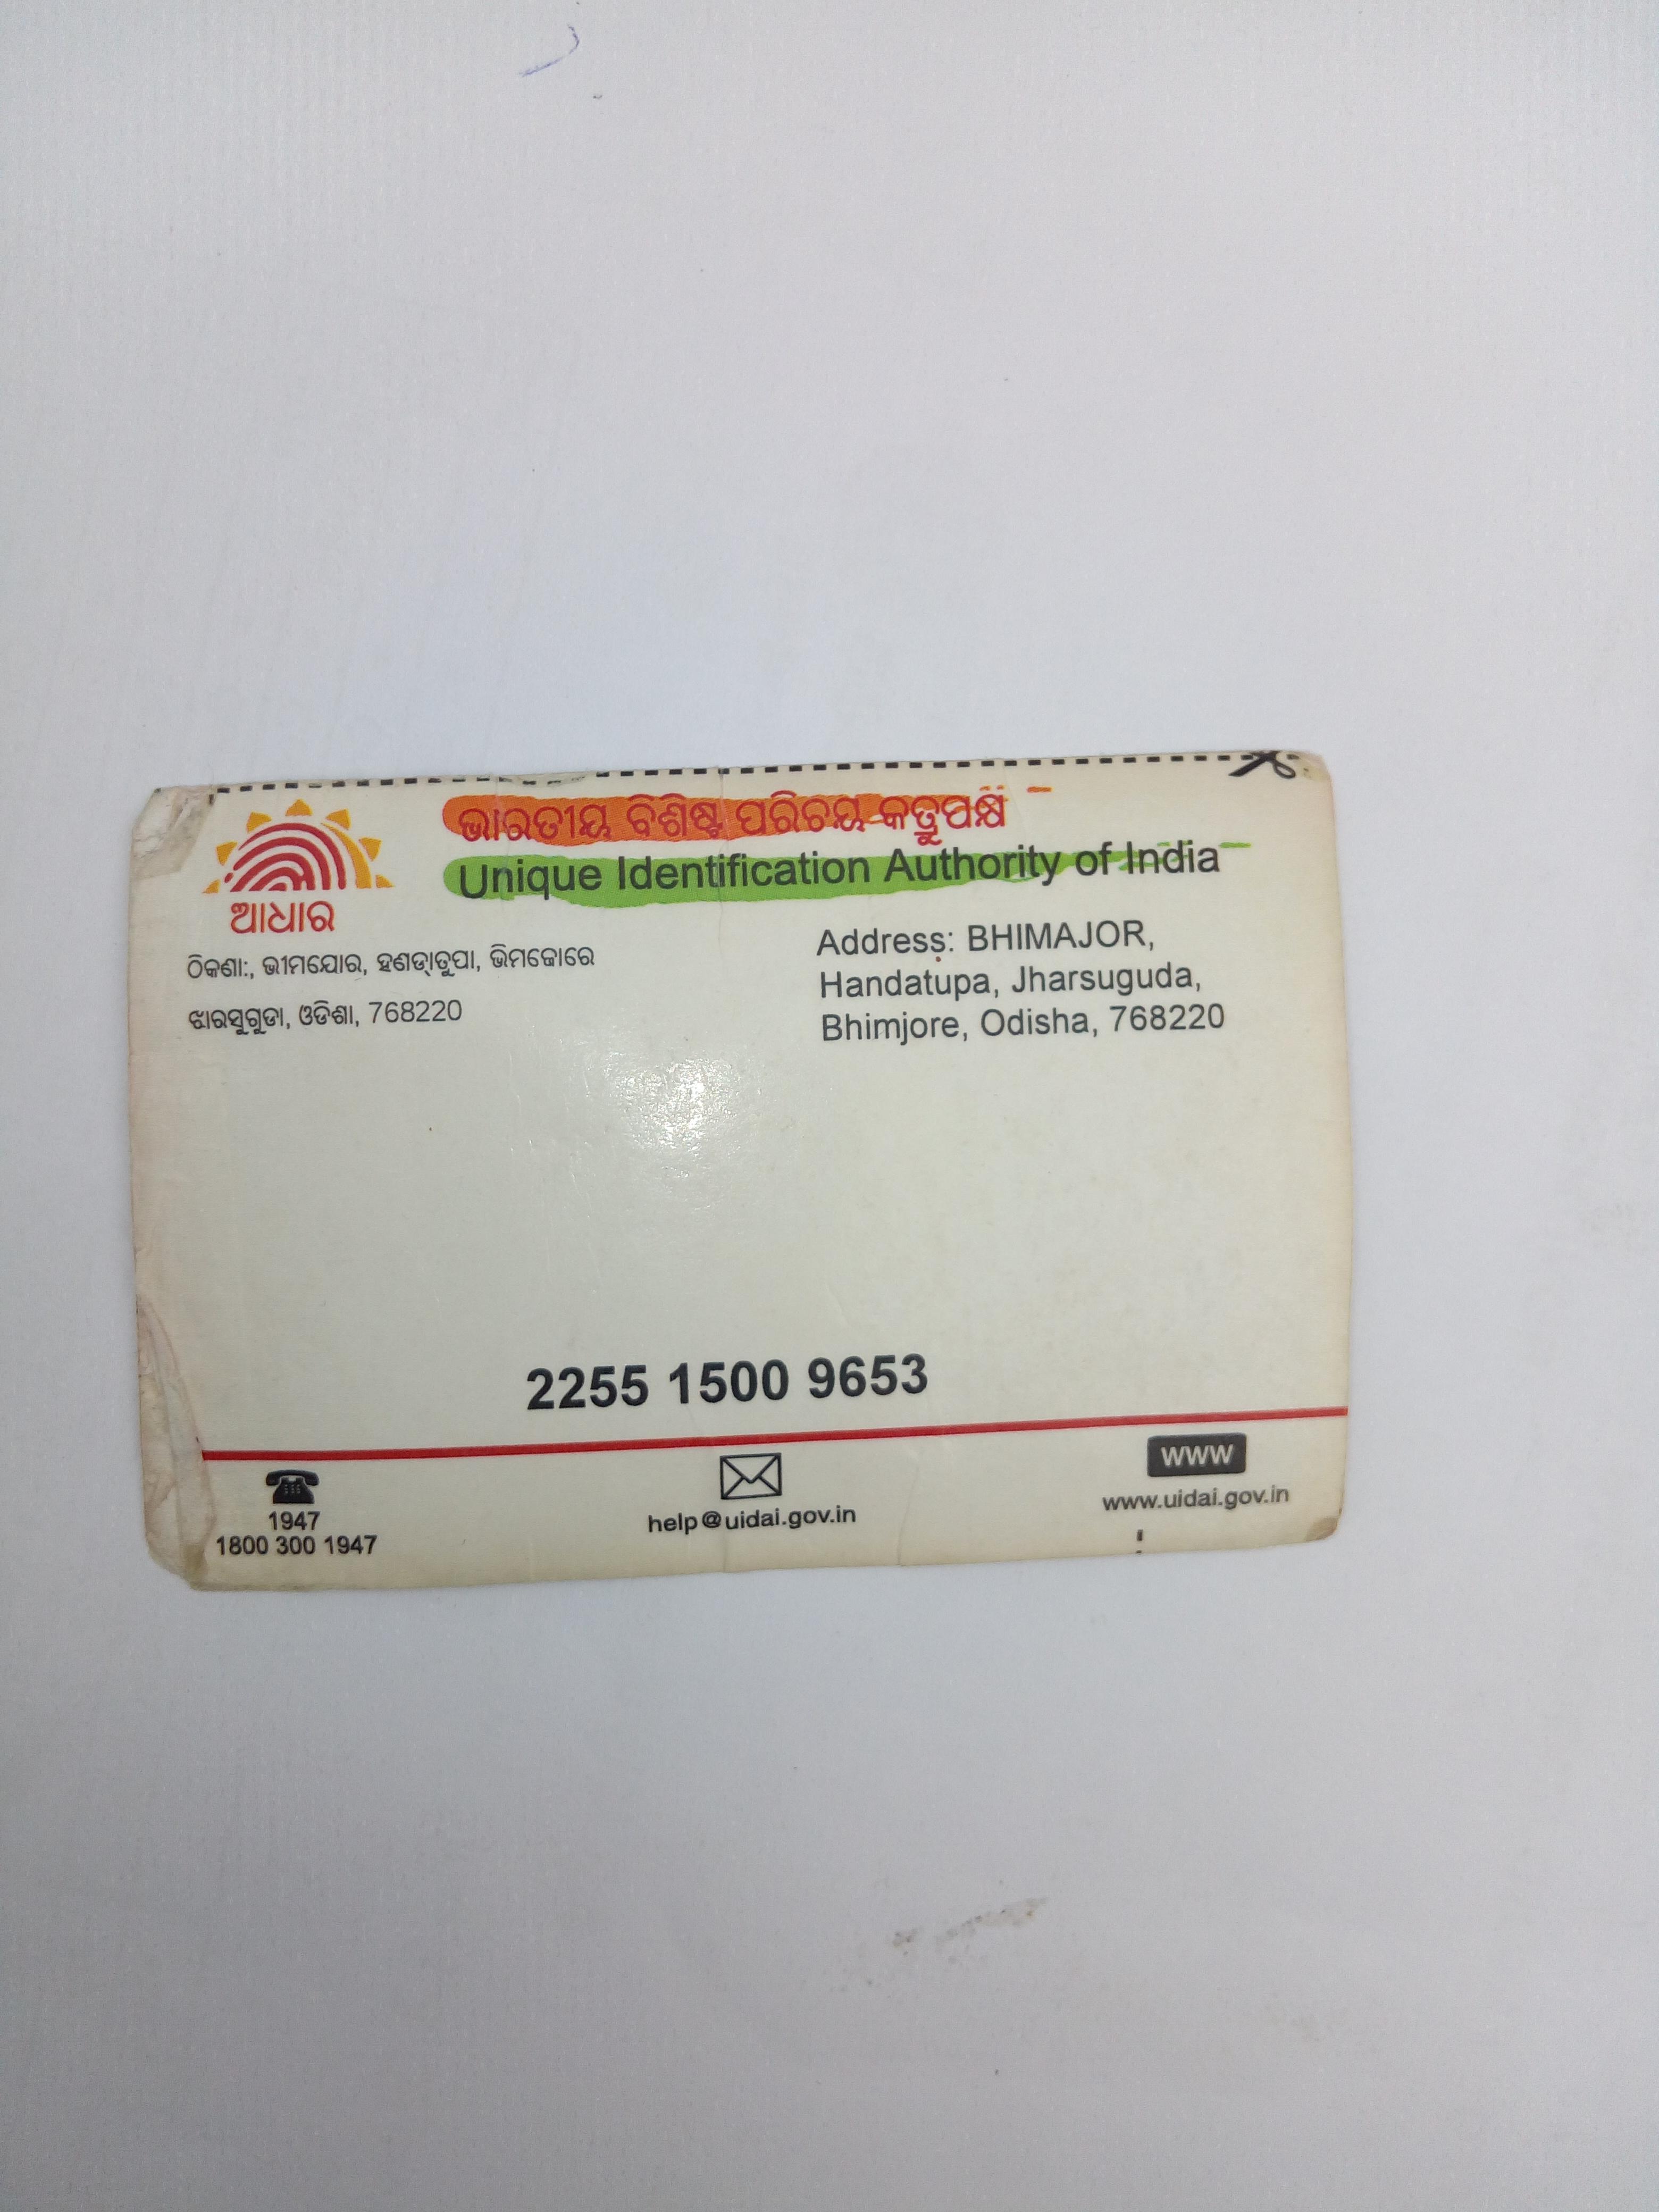 ଭାରତୀୟ ବିଶିଷ୍ଟ ପରିଚୟ କର୍ତ୍ତୁପକ୍ଷ
Unique Identification Authority of India
ଆଧାର
ଠିକଣା:, ଭୀମଯୋର, ହଣଡା୍ତୁପା, ଭିମଜୋରେ
ଝାରସୁଗୁଡା, ଓଡିଶା, 768220
Address: BHIMAJOR,
Handatupa, Jharsuguda,
Bhimjore, Odisha, 768220
2255 1500 9653
1947
1800 300 1947
help@uidai.gov.in
WWW
www.uidai.gov.in